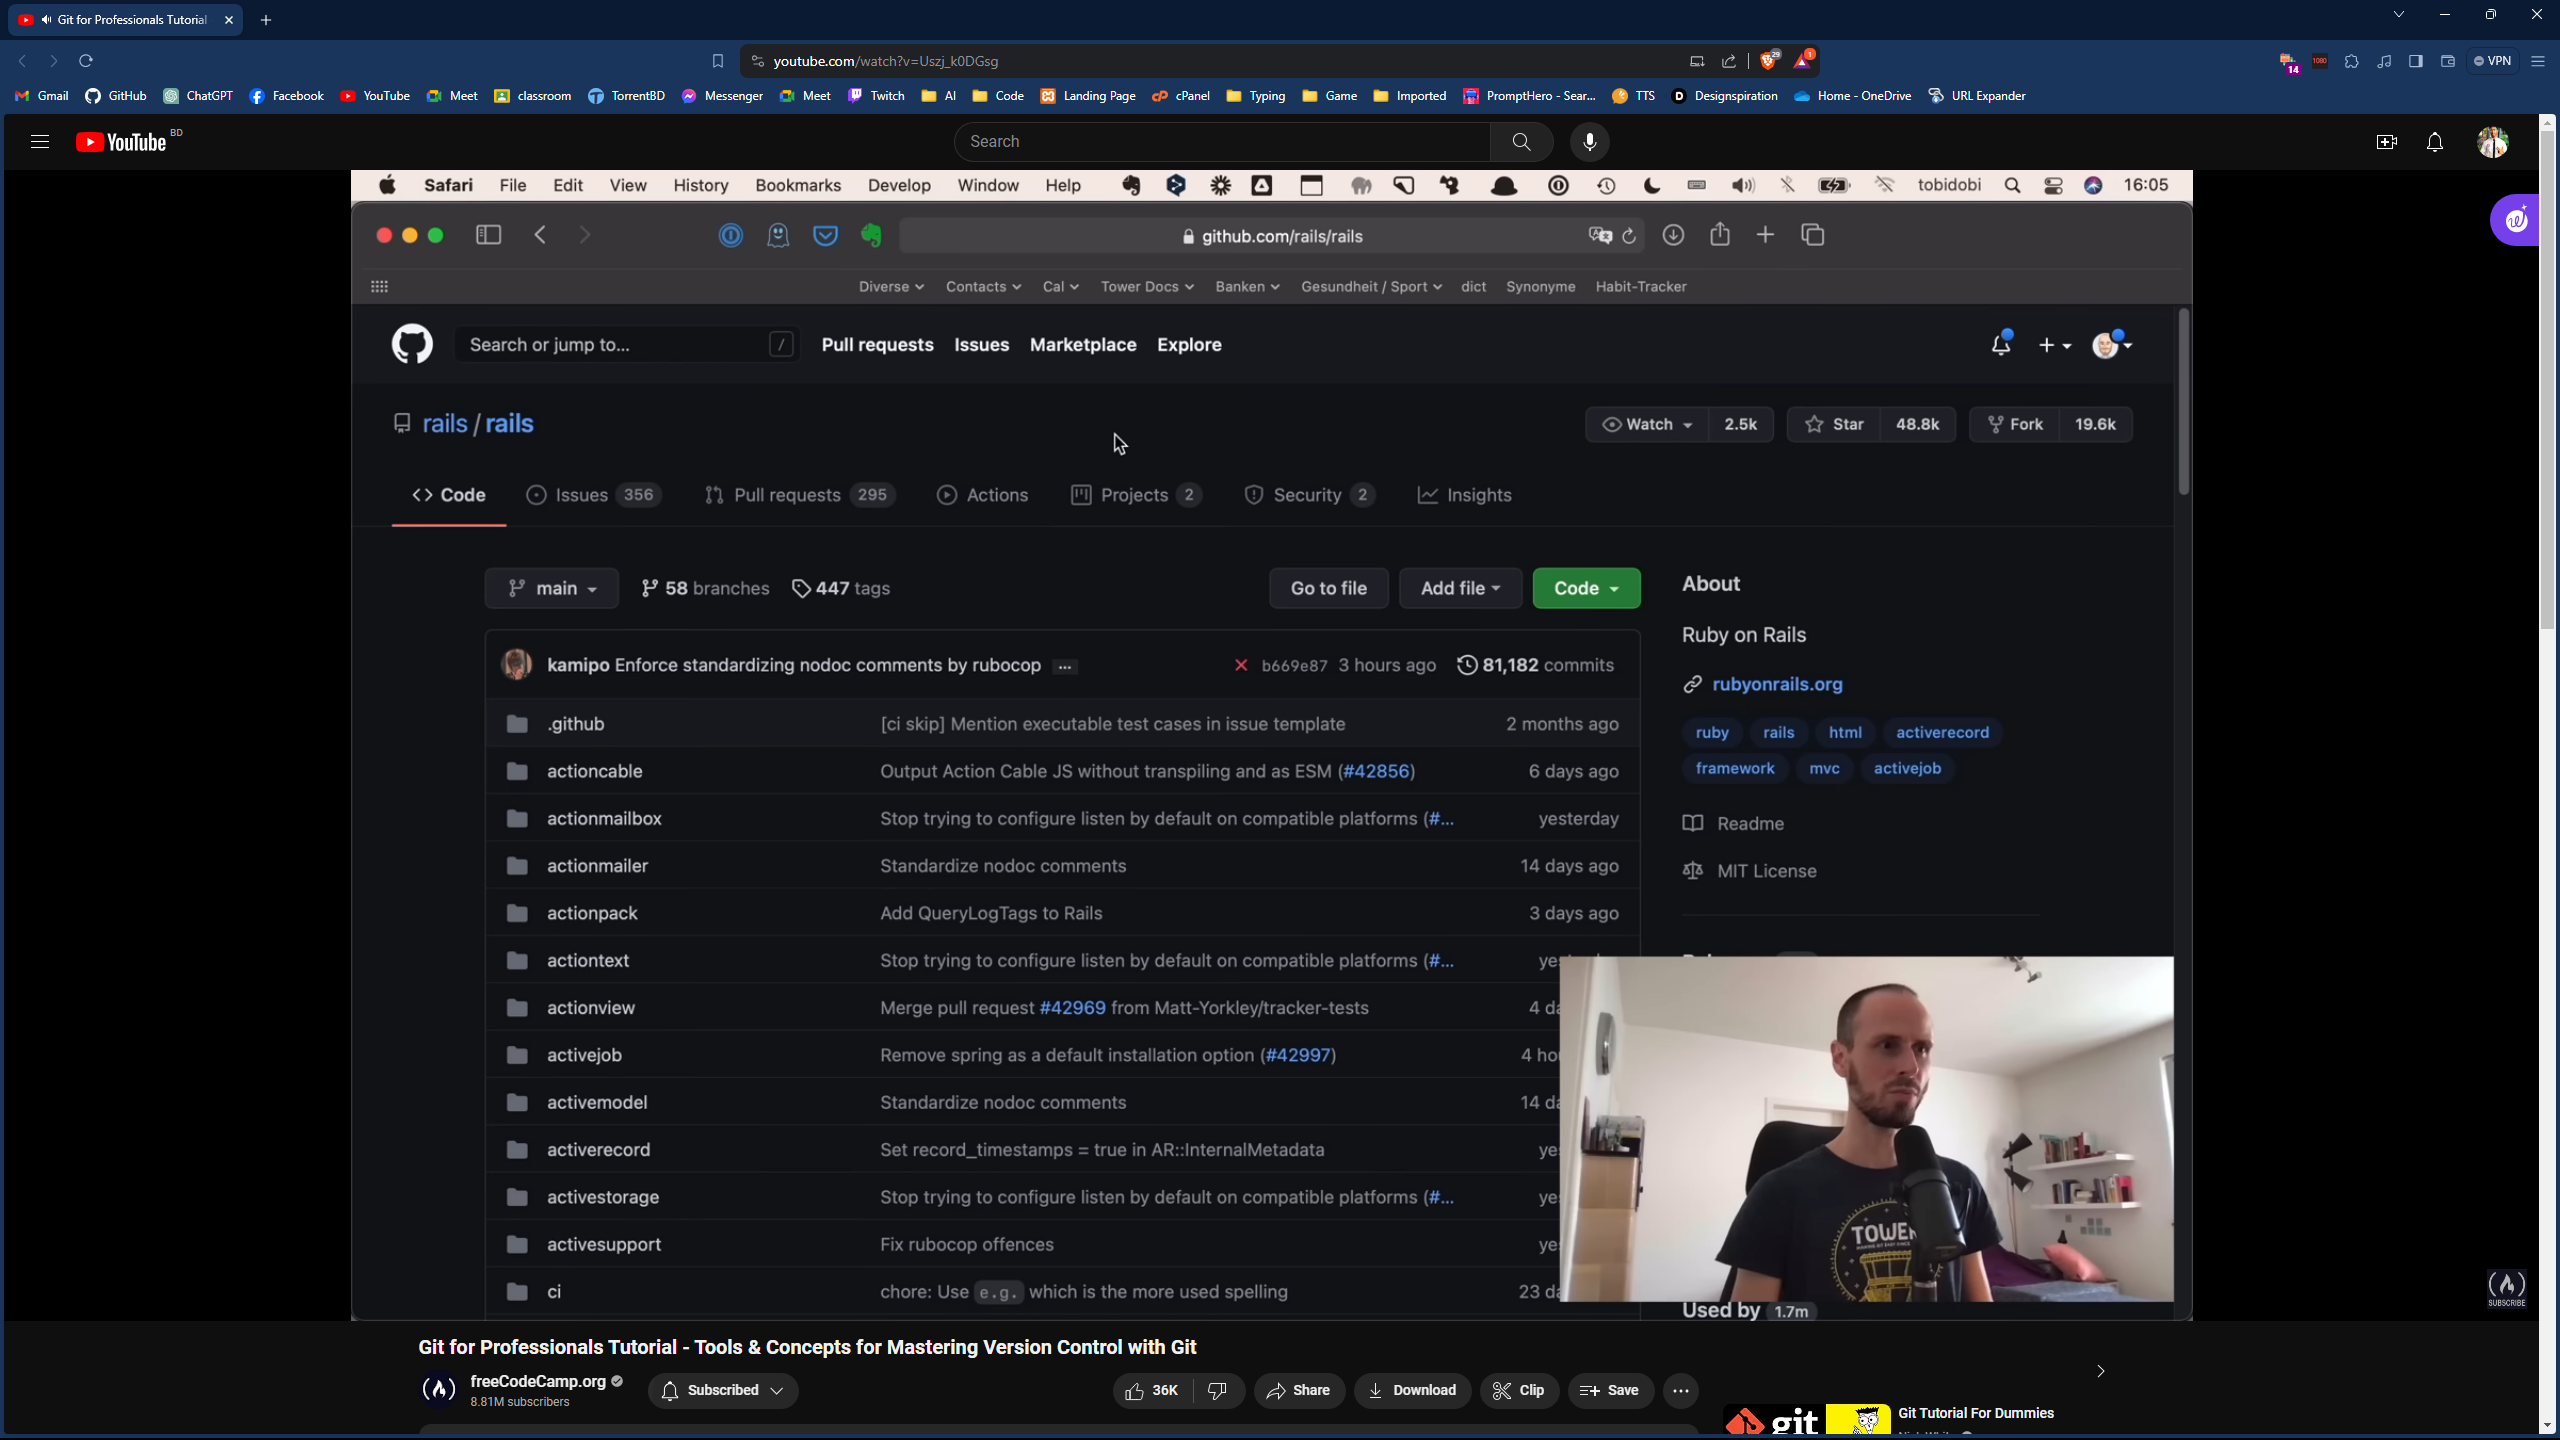 Git for Professionals Tutorial
youtube.com/watch?v=Uszj_k0DGsg
29
1
14
1080
VPN
Gmail GitHub ChatGPT Facebook YouTube Meet classroom TorrentBD Messenger Meet Twitch AI Code Landing Page cPanel Typing Game Imported PromptHero - Sear... TTS Designspiration Home - OneDrive URL Expander
YouTube BD
Search
Safari File Edit View History Bookmarks Develop Window Help tobidobi 16:05
github.com/rails/rails
Diverse Contacts Cal Tower Docs Banken Gesundheit / Sport dict Synonyme Habit-Tracker
Search or jump to... / Pull requests Issues Marketplace Explore
rails / rails
Watch 2.5k Star 48.8k Fork 19.6k
Code Issues 356 Pull requests 295 Actions Projects 2 Security 2 Insights
main 58 branches 447 tags Go to file Add file Code
kamipo Enforce standardizing nodoc comments by rubocop ... b669e87 3 hours ago 81,182 commits
.github [ci skip] Mention executable test cases in issue template 2 months ago
actioncable Output Action Cable JS without transpiling and as ESM (#42856) 6 days ago
actionmailbox Stop trying to configure listen by default on compatible platforms (#... yesterday
actionmailer Standardize nodoc comments 14 days ago
actionpack Add QueryLogTags to Rails 3 days ago
actiontext Stop trying to configure listen by default on compatible platforms (#... ye
actionview Merge pull request #42969 from Matt-Yorkley/tracker-tests 4 da
activejob Remove spring as a default installation option (#42997) 4 hou
activemodel Standardize nodoc comments 14 da
activerecord Set record_timestamps = true in AR::InternalMetadata ye
activestorage Stop trying to configure listen by default on compatible platforms (#... ye
activesupport Fix rubocop offences ye
ci chore: Use e.g. which is the more used spelling 23 da
About
Ruby on Rails
rubyonrails.org
ruby rails html activerecord
framework mvc activejob
Readme
MIT License
TOWER
Used by 1.7m
SUBSCRIBE
Git for Professionals Tutorial - Tools & Concepts for Mastering Version Control with Git
freeCodeCamp.org
8.81M subscribers
Subscribed
36K Share Download Clip Save
git
Git Tutorial For Dummies